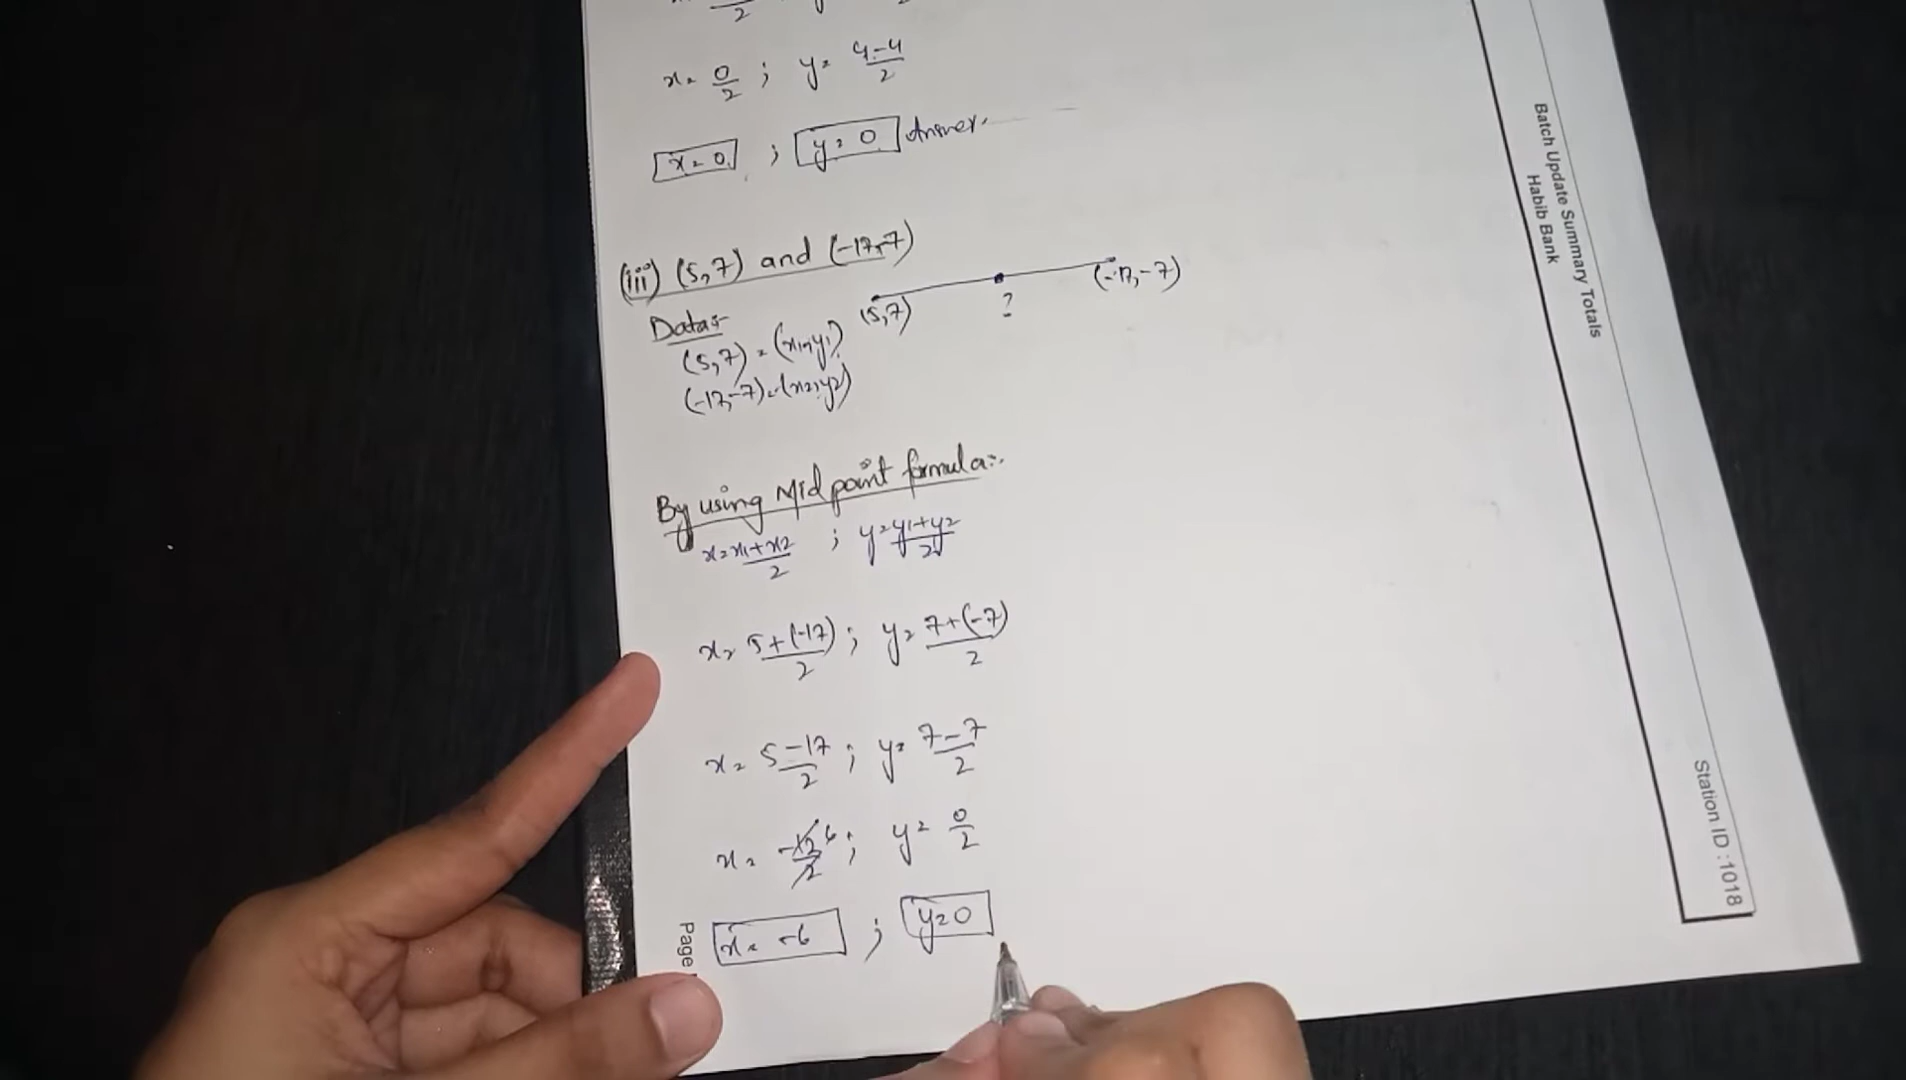 2
x = 0/2 ; y = 4-4/2
x = 0 ; y = 0 Answer.
(iii) (5,7) and (-17,-7)
(5,7) ? (-17,-7)
Data:-
(5,7) = (x1,y1)
(-17,-7) = (x2,y2)
By using Midpoint formula:-
x = x1+x2/2 ; y = y1+y2/2
x = 5+(-17)/2 ; y = 7+(-7)/2
x = 5-17/2 ; y = 7-7/2
x = -12/2 6 ; y = 0/2
x = -6 ; y = 0
Page
Batch Update Summary Totals
Habib Bank
Station ID :1018